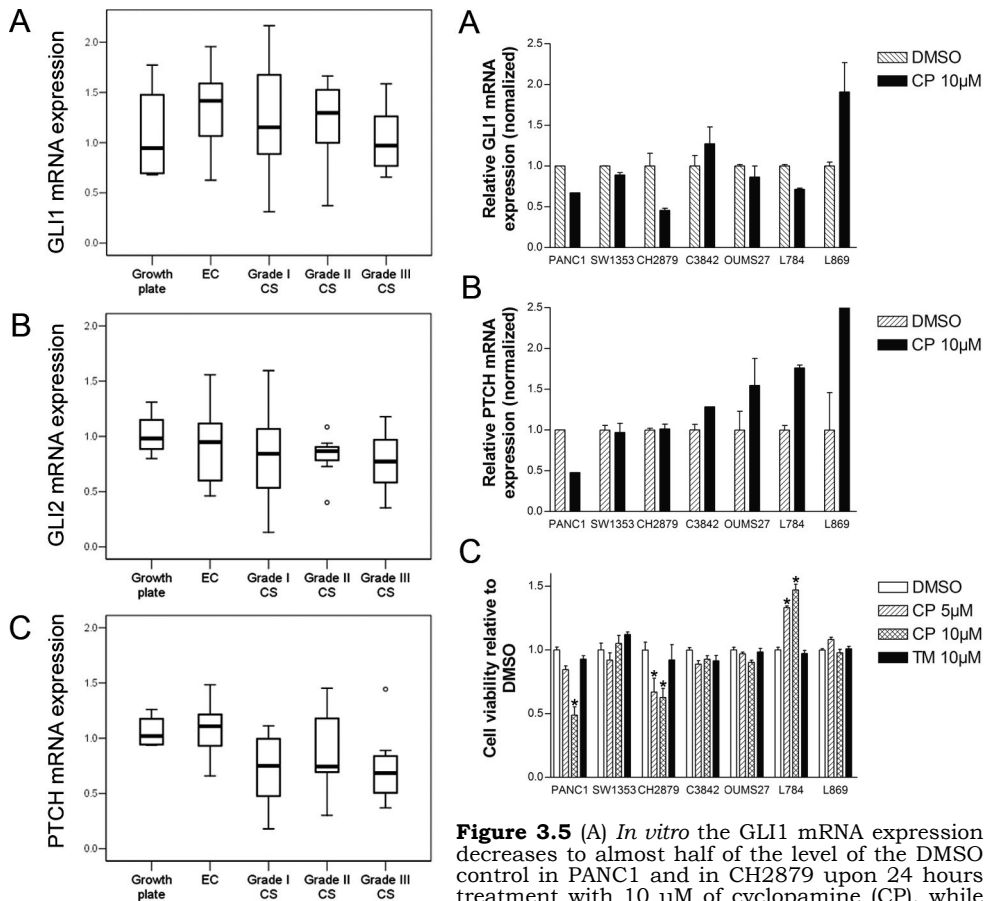 A
GLI1 mRNA expression
2.0
1.5
1.0
0.5
0.0
Growth plate
EC
Grade I CS
Grade II CS
Grade III CS
B
GLI2 mRNA expression
2.0
1.5
1.0
0.5
0.0
Growth plate
EC
Grade I CS
Grade II CS
Grade III CS
C
PTCH mRNA expression
2.0
1.5
1.0
0.5
0.0
Growth plate
EC
Grade I CS
Grade II CS
Grade III CS
A
Relative GLI1 mRNA
expression (nomalized)
2.5
2.0
1.5
1.0
0.5
0.0
PANC1 SW1353 CH2879 C3842 OUMS27 L784 L869
DMSO
CP 10µM
B
Relative PTCH mRNA
expression (normalized)
2.5
2.0
1.5
1.0
0.5
0.0
PANC1 SW1353 CH2879 C3842 OUMS27 L784 L869
DMSO
CP 10µM
C
Cell viability relative to
DMSO
1.5
1.0
0.5
0.0
* * * * *
PANC1 SW1353 CH2879 C3842 OUMS27 L784 L869
DMSO
CP 5µM
CP 10µM
TM 10µM
Figure 3.5 (A) In vitro the GLI1 mRNA expression
decreases to almost half of the level of the DMSO
control in PANC1 and in CH2879 upon 24 hours
treatment with 10 µM of cyclopamine (CP), while